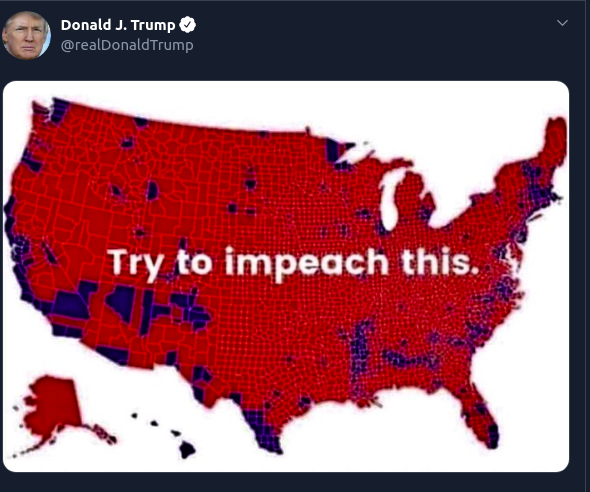 Donald J. Trump
@realDonaldTrump
Try to impeach this.